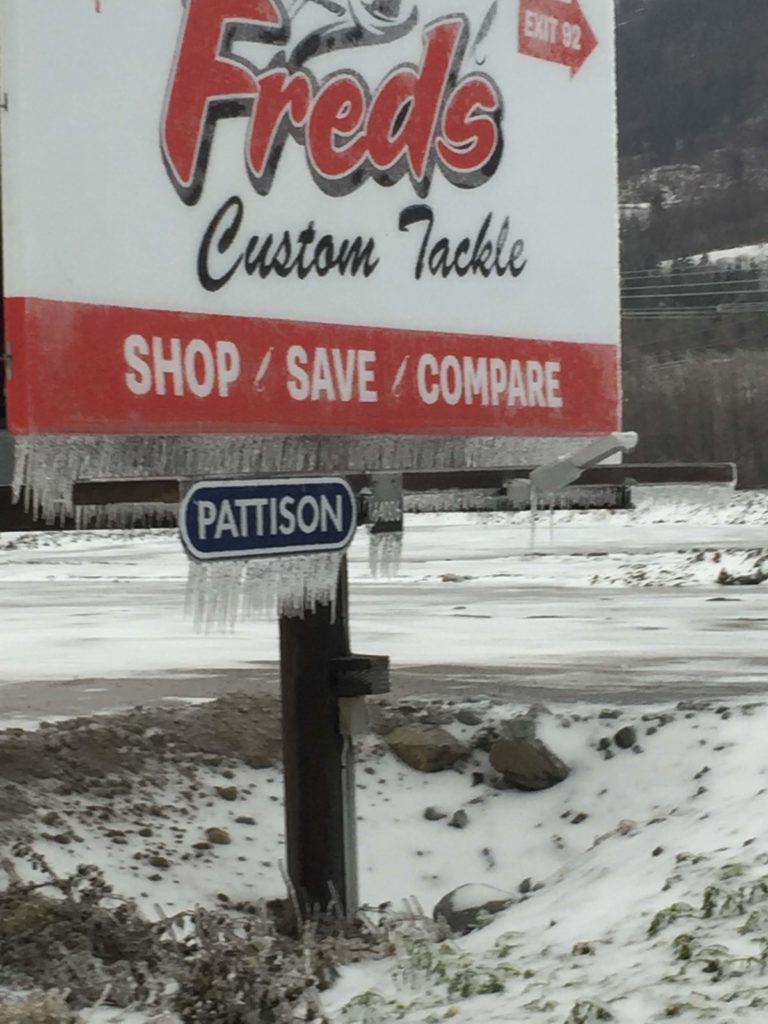 EXIT 92
Freds
Custom Tackle
SHOP / SAVE / COMPARE
PATTISON